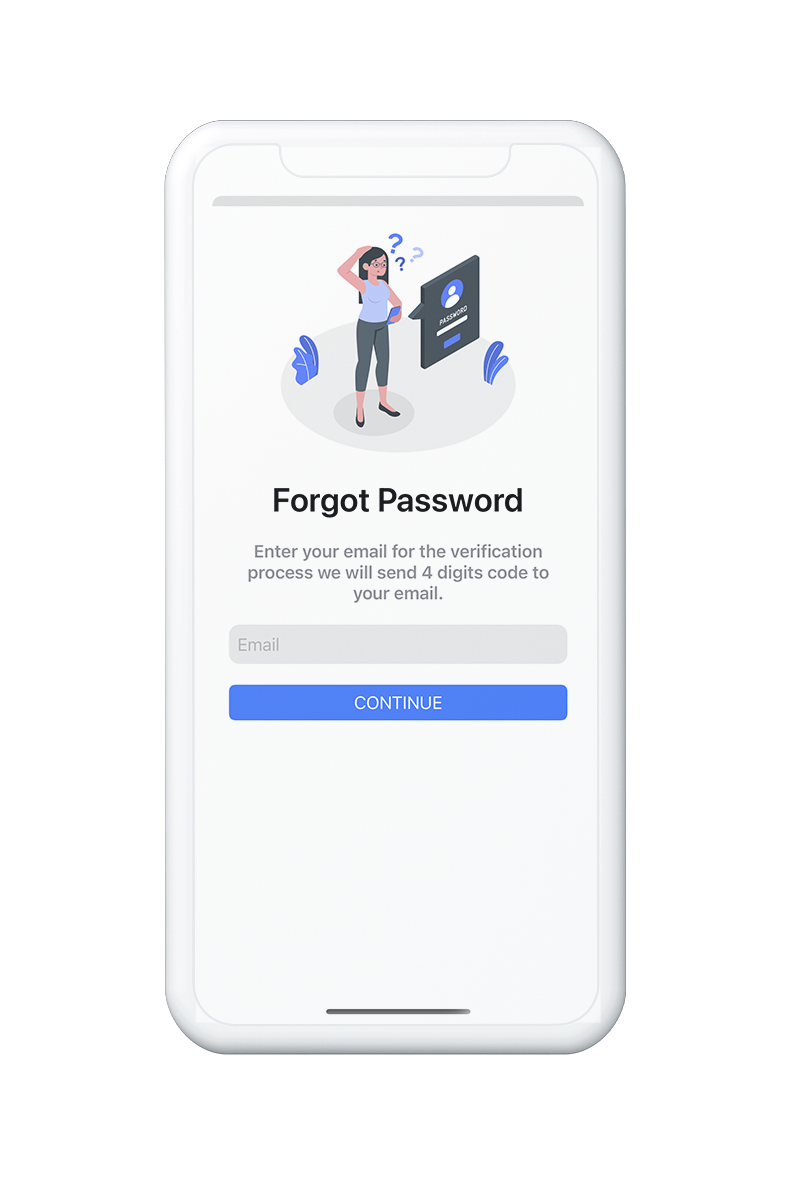 ? ? ?
PASSWORD
Forgot Password
Enter your email for the verification
process we will send 4 digits code to
your email.
Email
CONTINUE